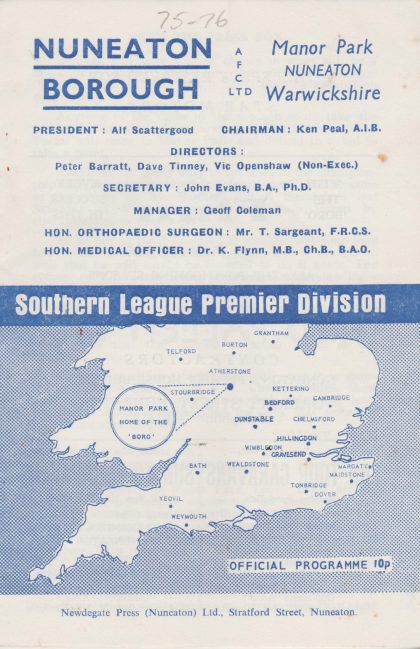 75-76
NUNEATON
BOROUGH
A
F
C
LTD
Manor Park
NUNEATON
Warwickshire
PRESIDENT : Alf Scattergood CHAIRMAN : Ken Peal, A.I.B.
DIRECTORS :
Peter Barratt, Dave Tinney, Vic Openshaw (Non-Exec.)
SECRETARY : John Evans, B.A., Ph.D.
MANAGER : Geoff Coleman
HON. ORTHOPAEDIC SURGEON : Mr. T. Sargeant, F.R.C.S.
HON. MEDICAL OFFICER : Dr. K. Flynn, M.B., Ch.B., B.A.O.
Southern League Premier Division
GRANTHAM
BURTON
TELFORD
ATHERSTONE
STOURBRIDGE
KETTERING
BEDFORD
CAMBRIDGE
MANOR PARK
HOME OF THE
'BORO'
DUNSTABLE
CHELMSFORD
HILLINGDON
WIMBLEDON
GRAVESEND
BATH
WEALDSTONE
MARGATE
MAIDSTONE
TONBRIDGE
DOVER
YEOVIL
WEYMOUTH
OFFICIAL PROGRAMME 10p
Newdegate Press (Nuneaton) Ltd., Stratford Street, Nuneaton.